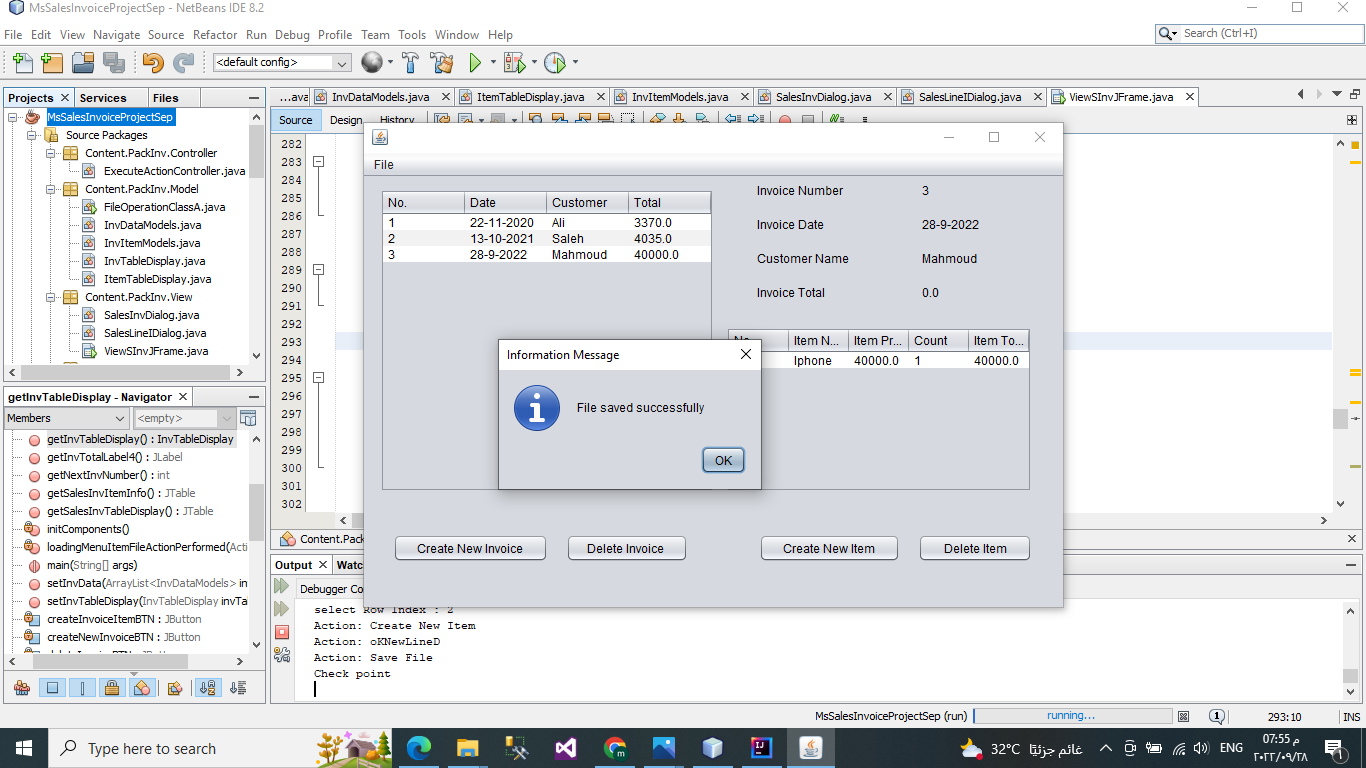 MsSalesInvoiceProjectSep - NetBeans IDE 8.2
File Edit View Navigate Source Refactor Run Debug Profile Team Tools Window Help
Search (Ctrl+I)
<default config>
Projects Services Files
MsSalesInvoiceProjectSep
Source Packages
Content.PackInv.Controller
ExecuteActionController.java
Content.PackInv.Model
FileOperationClassA.java
InvDataModels.java
InvItemModels.java
InvTableDisplay.java
ItemTableDisplay.java
Content.PackInv.View
SalesInvDialog.java
SalesLineIDialog.java
ViewSInvJFrame.java
getInvTableDisplay() - Navigator
Members <empty>
getInvTableDisplay() : InvTableDisplay
getInvTotalLabel4() : JLabel
getNextInvNumber() : int
getSalesInvItemInfo() : JTable
getSalesInvTableDisplay() : JTable
initComponents()
loadingMenuItemFileActionPerformed(Acti
main(String[] args)
setInvData(ArrayList<InvDataModels> in
setInvTableDisplay(InvTableDisplay invTa
createInvoiceItemBTN : JButton
createNewInvoiceBTN : JButton
...ava InvDataModels.java ItemTableDisplay.java InvItemModels.java SalesInvDialog.java SalesLineIDialog.java ViewSInvJFrame.java
Source Design History
282
283
284
285
286
287
288
289
290
291
292
293
294
295
296
297
298
299
300
301
302
File
No. Date Customer Total
1 22-11-2020 Ali 3370.0
2 13-10-2021 Saleh 4035.0
3 28-9-2022 Mahmoud 40000.0
Invoice Number 3
Invoice Date 28-9-2022
Customer Name Mahmoud
Invoice Total 0.0
No. Item N... Item Pr... Count Item To...
Iphone 40000.0 1 40000.0
Information Message
File saved successfully
OK
Create New Invoice Delete Invoice Create New Item Delete Item
Content.Pack
Output Watc
Debugger Co
select Row Index : 2
Action: Create New Item
Action: oKNewLineD
Action: Save File
Check point
MsSalesInvoiceProjectSep (run) running... 1 293:10 INS
Type here to search
32°C غائم جزئيًا ENG
07:55 م
٢٠٢٢/٠٩/٢٨
1